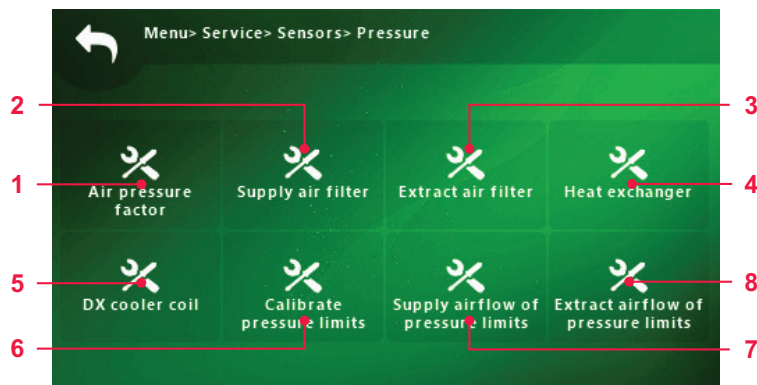 Menu> Service> Sensors> Pressure
2
3
1
Air pressure
factor
Supply air filter
Extract air filter
Heat exchanger
4
5
DX cooler coil
Calibrate
pressure limits
Supply airflow of
pressure limits
Extract airflow of
pressure limits
8
6
7